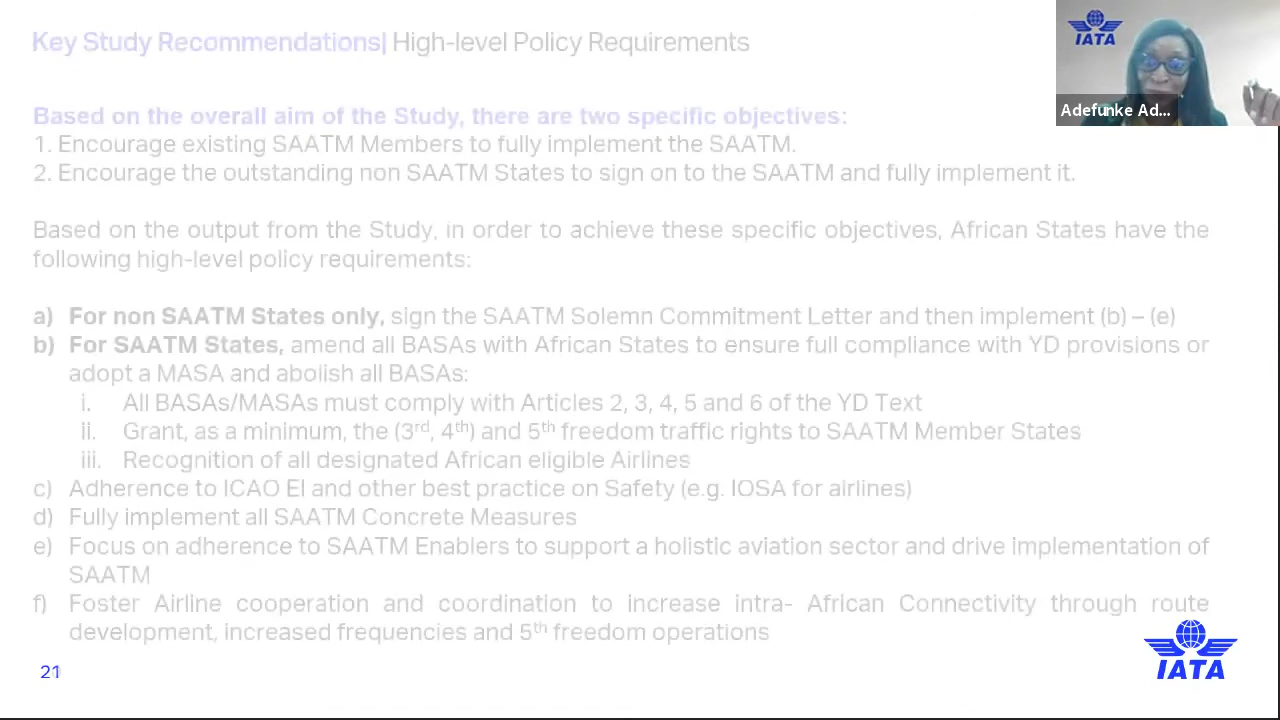 Key Study Recommendations| High-level Policy Requirements
IATA
Adefunke Ad...
Based on the overall aim of the Study, there are two specific objectives:
1. Encourage existing SAATM Members to fully implement the SAATM.
2. Encourage the outstanding non SAATM States to sign on to the SAATM and fully implement it.
Based on the output from the Study, in order to achieve these specific objectives, African States have the
following high-level policy requirements:
a) For non SAATM States only, sign the SAATM Solemn Commitment Letter and then implement (b) – (e)
b) For SAATM States, amend all BASAs with African States to ensure full compliance with YD provisions or
adopt a MASA and abolish all BASAs:
i. All BASAs/MASAs must comply with Articles 2, 3, 4, 5 and 6 of the YD Text
ii. Grant, as a minimum, the (3rd, 4th) and 5th freedom traffic rights to SAATM Member States
iii. Recognition of all designated African eligible Airlines
c) Adherence to ICAO EI and other best practice on Safety (e.g. IOSA for airlines)
d) Fully implement all SAATM Concrete Measures
e) Focus on adherence to SAATM Enablers to support a holistic aviation sector and drive implementation of
SAATM
f) Foster Airline cooperation and coordination to increase intra- African Connectivity through route
development, increased frequencies and 5th freedom operations
21
IATA